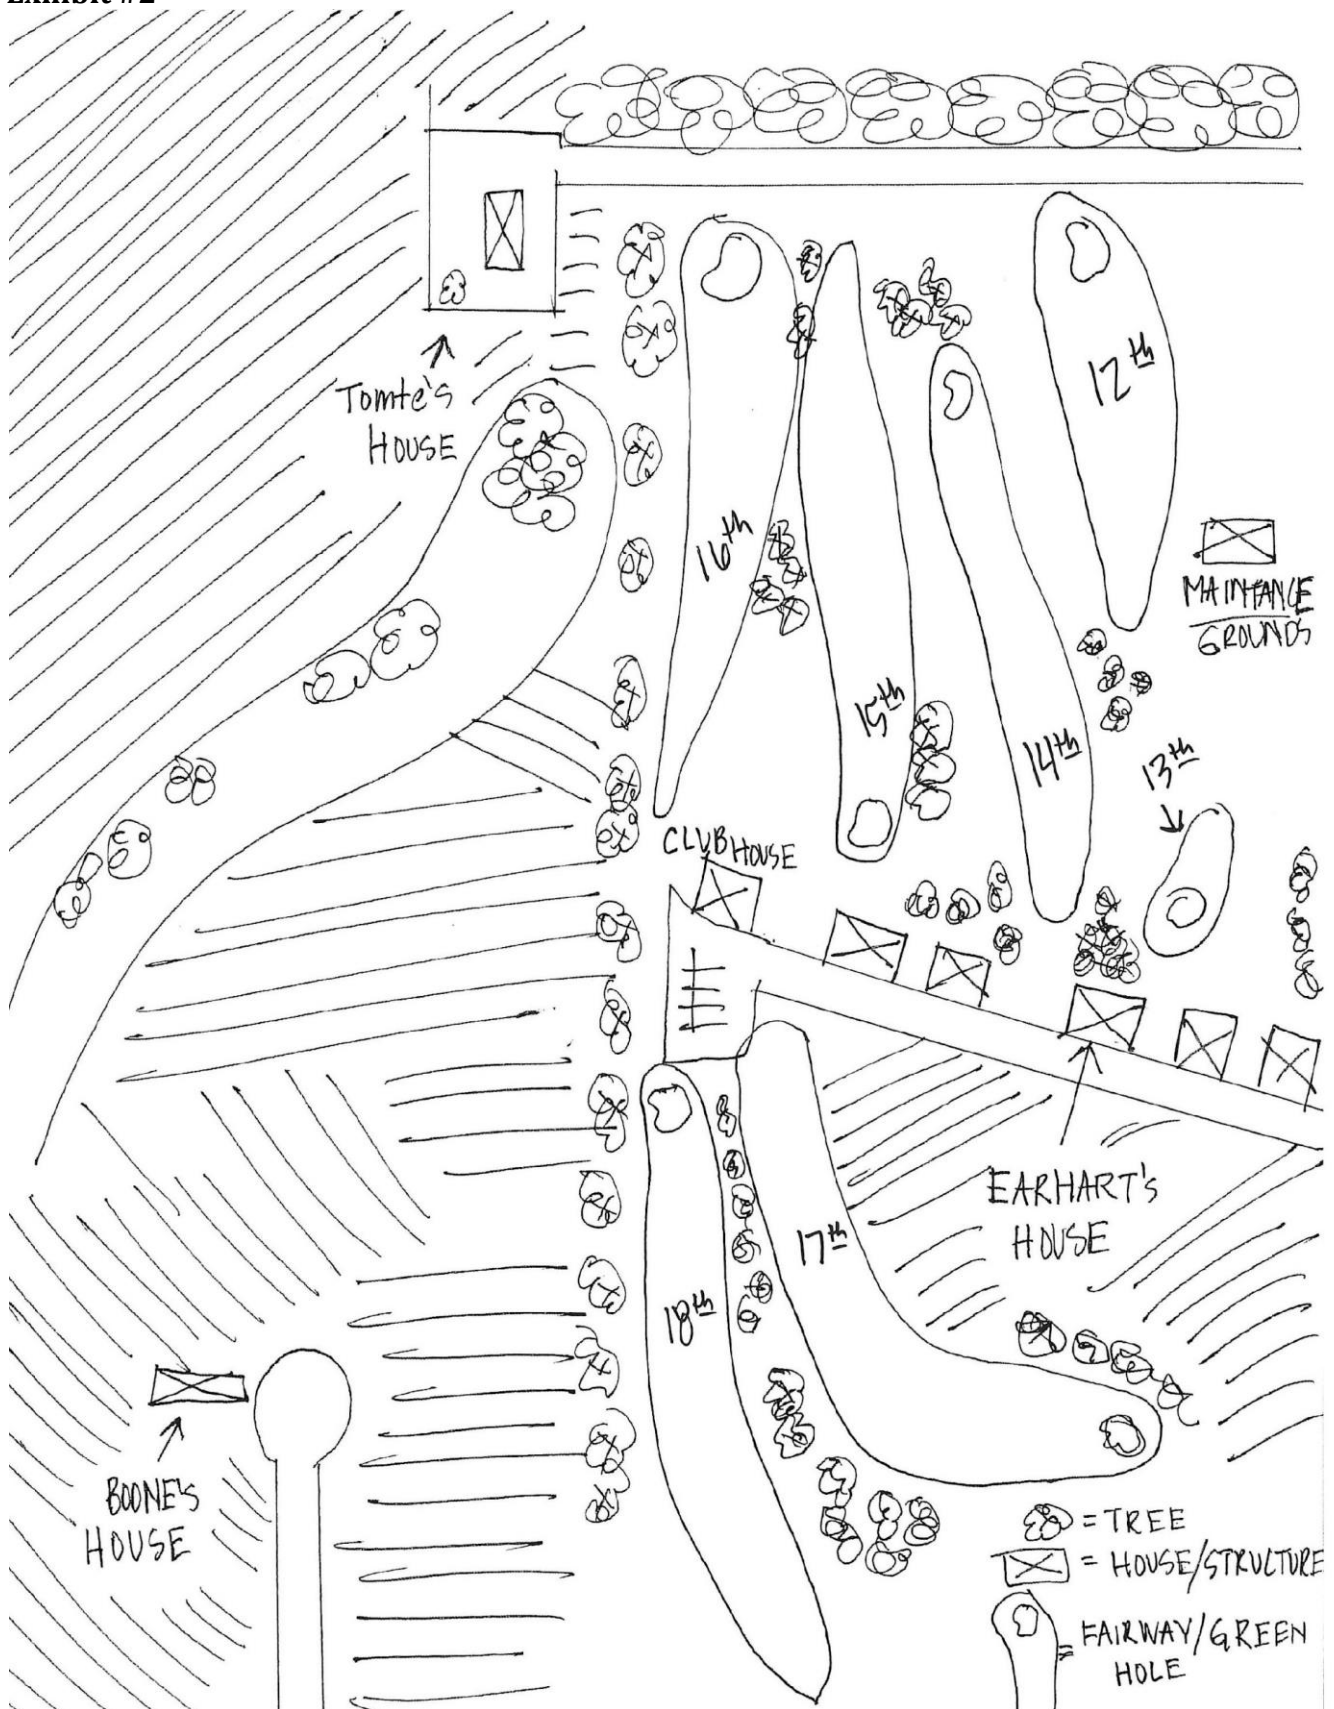 Exhibit #2
12th
Tomte's
HOUSE
16th
MAINTANCE
GROUNDS
15th
14th
13th
CLUBHOUSE
EARHART'S
HOUSE
17th
18th
BOONE'S
HOUSE
= TREE
= HOUSE/STRUCTURE
= FAIRWAY/GREEN
HOLE